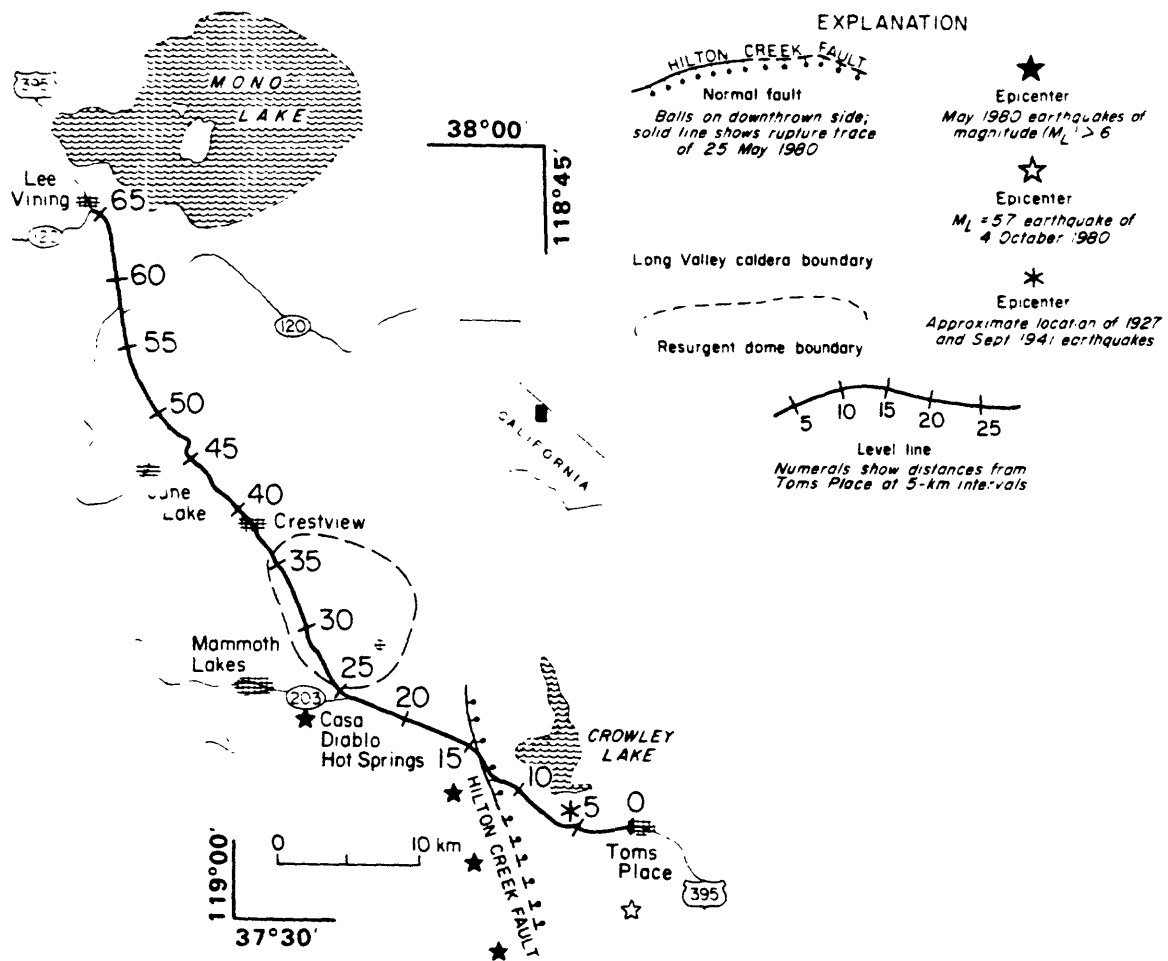 EXPLANATION
HILTON CREEK FAULT
Normal fault
Balls on downthrown side;
solid line shows rupture trace
of 25 May 1980
Epicenter
May 1980 earthquakes of
magnitude (M_L) > 6
Epicenter
M_L = 5.7 earthquake of
4 October 1980
Epicenter
Approximate location of 1927
and Sept 1941 earthquakes
Long Valley caldera boundary
Resurgent dome boundary
5 10 15 20 25
Level line
Numerals show distances from
Toms Place at 5-km intervals
395
MONO
LAKE
38°00'
118°45'
Lee
Vining
65
60
120
55
50
CALIFORNIA
45
June
Lake
40
Crestview
35
30
Mammoth
Lakes
25
203
20
Casa
Diablo
Hot Springs
15
CROWLEY
LAKE
10
5
0
HILTON CREEK FAULT
Toms
Place
395
0 10 km
119°00'
37°30'